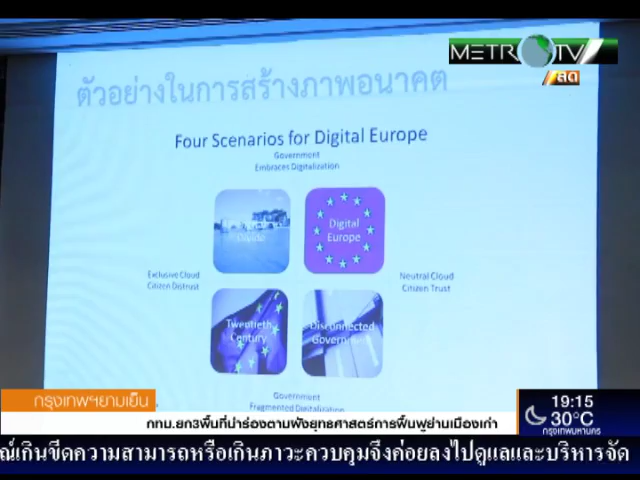 METR TV
สด
ตัวอย่างในการสร้างภาพอนาคต
Four Scenarios for Digital Europe
Government
Embraces Digitalization
Divide
Digital
Europe
Exclusive Cloud
Citizen Distrust
Neutral Cloud
Citizen Trust
Twentieth
Century
Disconnected
Government
Government
Fragmented Digitalization
กรุงเทพฯยามเย็น
19:15
กทม.ยก3พื้นที่นำร่องตามผังยุทธศาสตร์การฟื้นฟูย่านเมืองเก่า
30°C
กรุงเทพมหานคร
ณ์เกินขีดความสามารถหรือเกินภาวะควบคุมจึงค่อยลงไปดูแลและบริหารจัด